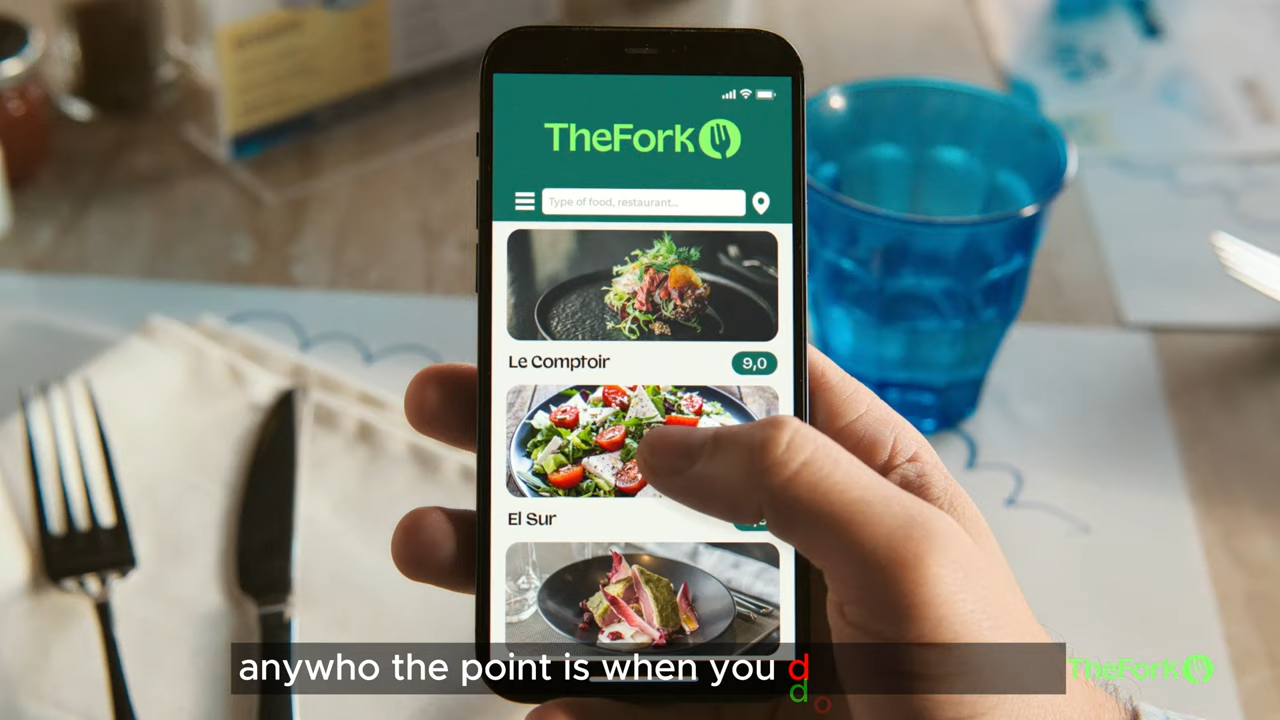 TheFork
Type of food, restaurant...
Le Comptoir
9,0
El Sur
anywho the point is when you d
d
o
TheFork